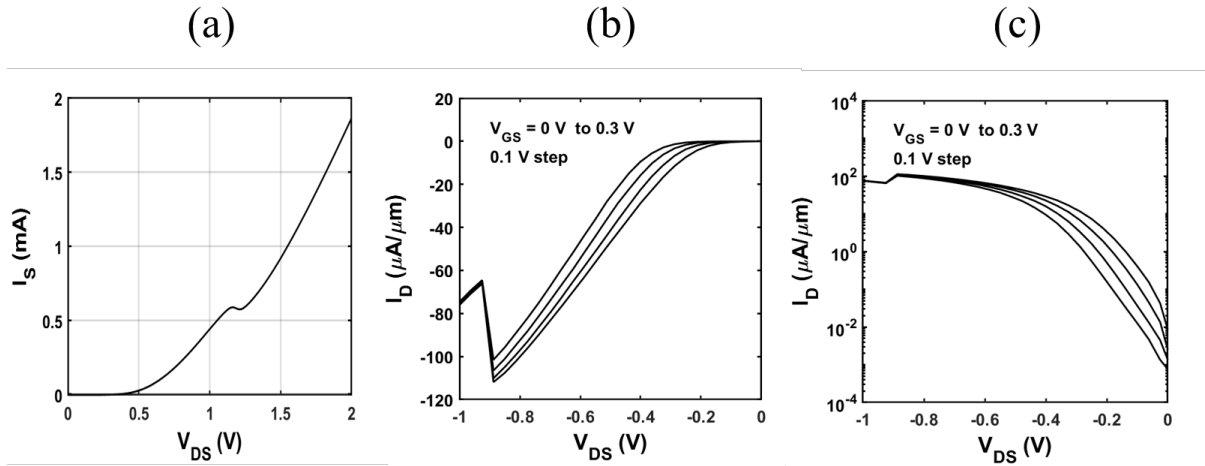 (a)
(b)
(c)
2
1.5
1
0.5
0
I_S (mA)
0 0.5 1 1.5 2
V_DS (V)
20
0
-20
-40
-60
-80
-100
-120
I_D (μA/μm)
V_GS = 0 V to 0.3 V
0.1 V step
-1 -0.8 -0.6 -0.4 -0.2 0
V_DS (V)
10^4
10^2
10^0
10^-2
10^-4
I_D (μA/μm)
V_GS = 0 V to 0.3 V
0.1 V step
-1 -0.8 -0.6 -0.4 -0.2 0
V_DS (V)